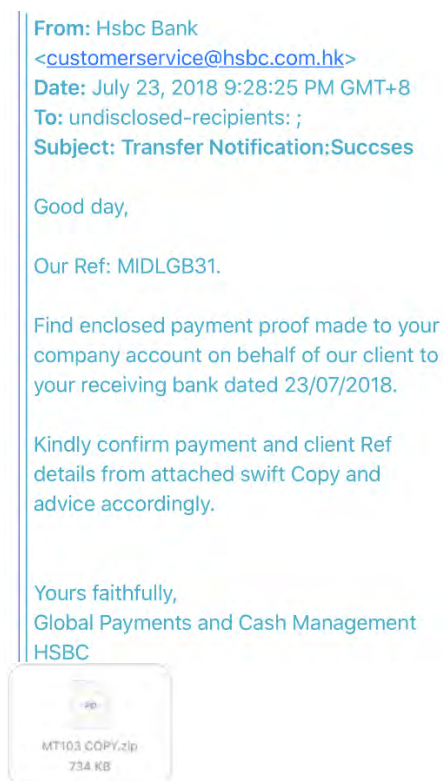 From: Hsbc Bank
<customerservice@hsbc.com.hk>
Date: July 23, 2018 9:28:25 PM GMT+8
To: undisclosed-recipients: ;
Subject: Transfer Notification:Succses
Good day,
Our Ref: MIDLGB31.
Find enclosed payment proof made to your
company account on behalf of our client to
your receiving bank dated 23/07/2018.
Kindly confirm payment and client Ref
details from attached swift Copy and
advice accordingly.
Yours faithfully,
Global Payments and Cash Management
HSBC
MT103 COPY.zip
734 KB